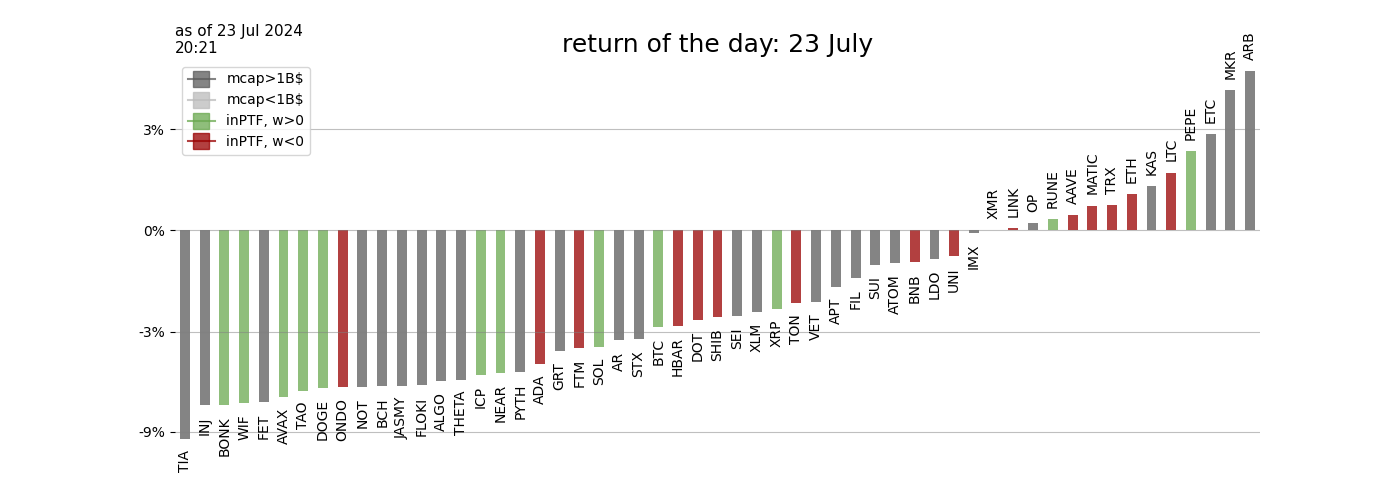 as of 23 Jul 2024
20:21
return of the day: 23 July
mcap>1B$
mcap<1B$
inPTF, w>0
inPTF, w<0
3%
0%
-3%
-9%
TIA
INJ
BONK
WIF
FET
AVAX
TAO
DOGE
ONDO
NOT
BCH
JASMY
FLOKI
ALGO
THETA
ICP
NEAR
PYTH
ADA
GRT
FTM
SOL
AR
STX
BTC
HBAR
DOT
SHIB
SEI
XLM
XRP
TON
VET
APT
FIL
SUI
ATOM
BNB
LDO
UNI
IMX
XMR
LINK
OP
RUNE
AAVE
MATIC
TRX
ETH
KAS
LTC
PEPE
ETC
MKR
ARB